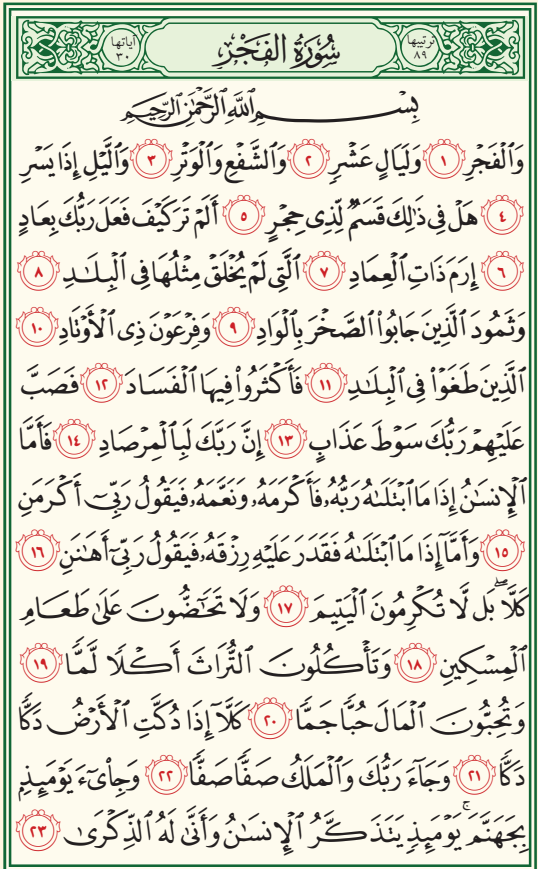 ترتيبها ٨٩ سُورَةُ الفَجْرِ آياتها ٣٠
بِسْمِ ٱللَّهِ ٱلرَّحْمَٰنِ ٱلرَّحِيمِ
وَٱلْفَجْرِ ١ وَلَيَالٍ عَشْرٍ ٢ وَٱلشَّفْعِ وَٱلْوَتْرِ ٣ وَٱلَّيْلِ إِذَا يَسْرِ
٤ هَلْ فِى ذَٰلِكَ قَسَمٌ لِّذِى حِجْرٍ ٥ أَلَمْ تَرَ كَيْفَ فَعَلَ رَبُّكَ بِعَادٍ
٦ إِرَمَ ذَاتِ ٱلْعِمَادِ ٧ ٱلَّتِى لَمْ يُخْلَقْ مِثْلُهَا فِى ٱلْبِلَٰدِ ٨
وَثَمُودَ ٱلَّذِينَ جَابُوا۟ ٱلصَّخْرَ بِٱلْوَادِ ٩ وَفِرْعَوْنَ ذِى ٱلْأَوْتَادِ ١٠
ٱلَّذِينَ طَغَوْا۟ فِى ٱلْبِلَٰدِ ١١ فَأَكْثَرُوا۟ فِيهَا ٱلْفَسَادَ ١٢ فَصَبَّ
عَلَيْهِمْ رَبُّكَ سَوْطَ عَذَابٍ ١٣ إِنَّ رَبَّكَ لَبِٱلْمِرْصَادِ ١٤ فَأَمَّا
ٱلْإِنسَٰنُ إِذَا مَا ٱبْتَلَىٰهُ رَبُّهُۥ فَأَكْرَمَهُۥ وَنَعَّمَهُۥ فَيَقُولُ رَبِّىٓ أَكْرَمَنِ
١٥ وَأَمَّآ إِذَا مَا ٱبْتَلَىٰهُ فَقَدَرَ عَلَيْهِ رِزْقَهُۥ فَيَقُولُ رَبِّىٓ أَهَٰنَنِ ١٦
كَلَّا ۖ بَل لَّا تُكْرِمُونَ ٱلْيَتِيمَ ١٧ وَلَا تَحَٰٓضُّونَ عَلَىٰ طَعَامِ
ٱلْمِسْكِينِ ١٨ وَتَأْكُلُونَ ٱلتُّرَاثَ أَكْلًا لَّمًّا ١٩
وَتُحِبُّونَ ٱلْمَالَ حُبًّا جَمًّا ٢٠ كَلَّآ إِذَا دُكَّتِ ٱلْأَرْضُ دَكًّا
دَكًّا ٢١ وَجَآءَ رَبُّكَ وَٱلْمَلَكُ صَفًّا صَفًّا ٢٢ وَجِا۟ىٓءَ يَوْمَئِذٍۭ
بِجَهَنَّمَ ۚ يَوْمَئِذٍ يَتَذَكَّرُ ٱلْإِنسَٰنُ وَأَنَّىٰ لَهُ ٱلذِّكْرَىٰ ٢٣